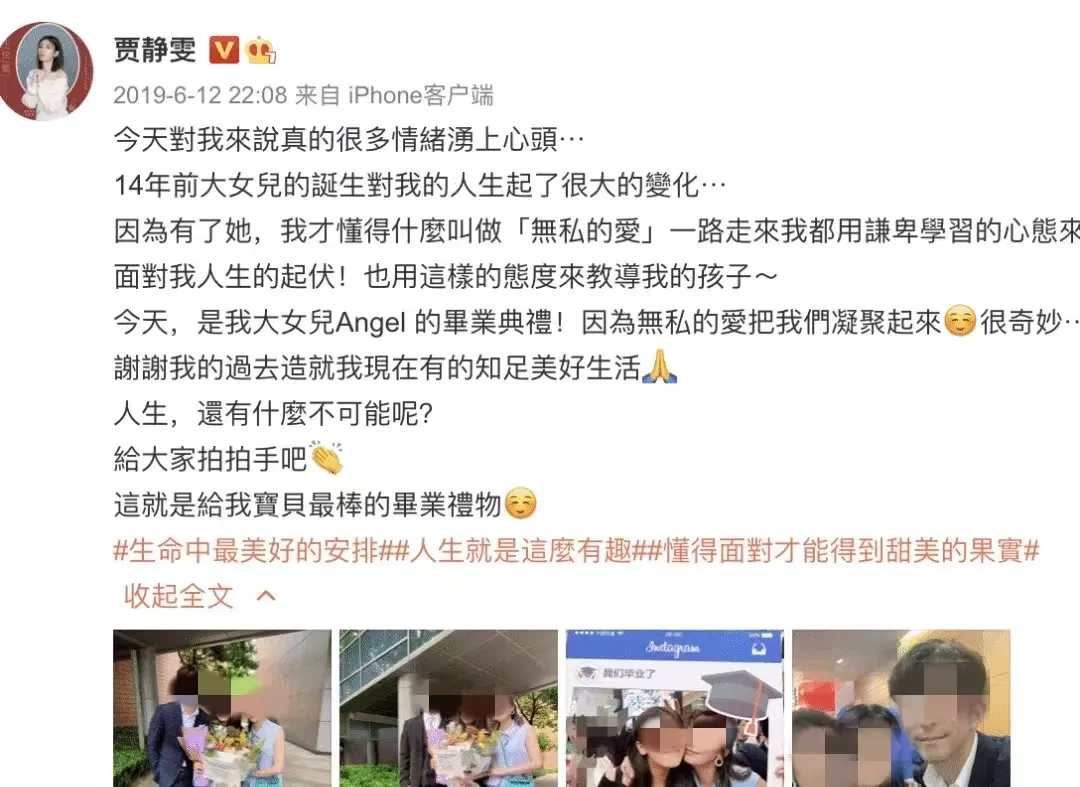 贾静雯
2019-6-12 22:08 来自 iPhone客户端
今天對我來說真的很多情緒湧上心頭⋯
14年前大女兒的誕生對我的人生起了很大的變化⋯
因為有了她，我才懂得什麼叫做「無私的愛」一路走來我都用謙卑學習的心態來
面對我人生的起伏！也用這樣的態度來教導我的孩子～
今天，是我大女兒Angel 的畢業典禮！因為無私的愛把我們凝聚起來☺️很奇妙⋯
謝謝我的過去造就我現在有的知足美好生活🙏
人生，還有什麼不可能呢？
給大家拍拍手吧👏
這就是給我寶貝最棒的畢業禮物☺️
#生命中最美好的安排##人生就是這麼有趣##懂得面對才能得到甜美的果實#
收起全文
Instagram
我们毕业了